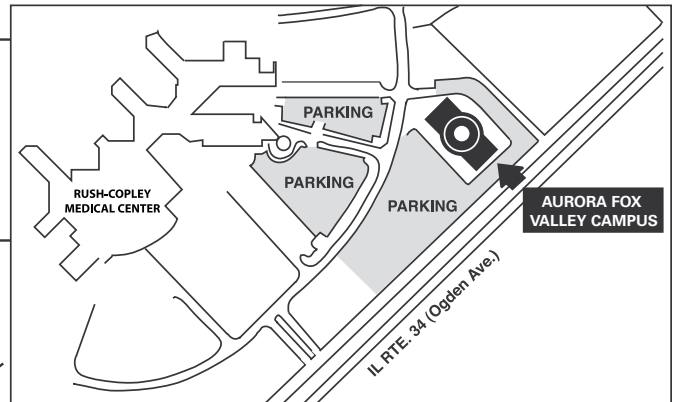 PARKING
PARKING
RUSH-COPLEY
MEDICAL CENTER
PARKING
AURORA FOX
VALLEY CAMPUS
IL RTE. 34 (Ogden Ave.)